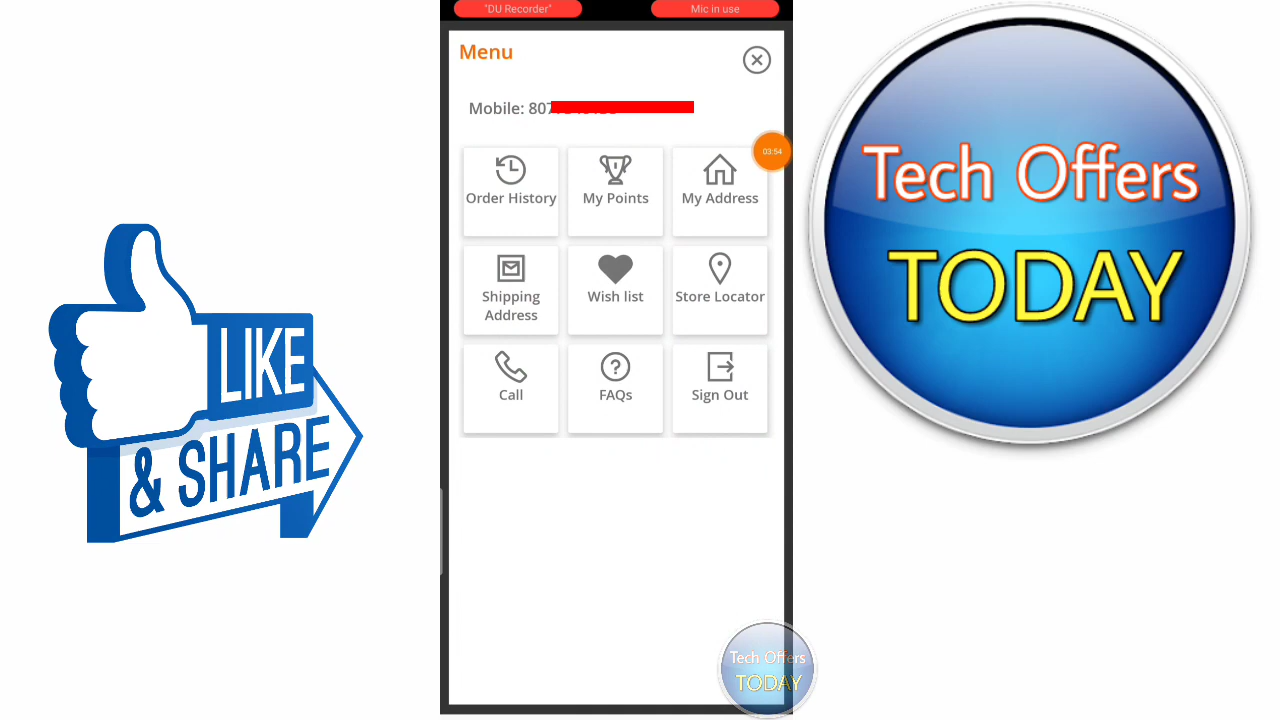 "DU Recorder"
Mic in use
Menu
Mobile: 807
03:54
Order History
My Points
My Address
Shipping
Address
Wish list
Store Locator
Call
FAQs
Sign Out
LIKE
& SHARE
Tech Offers
TODAY
Tech Offers
TODAY